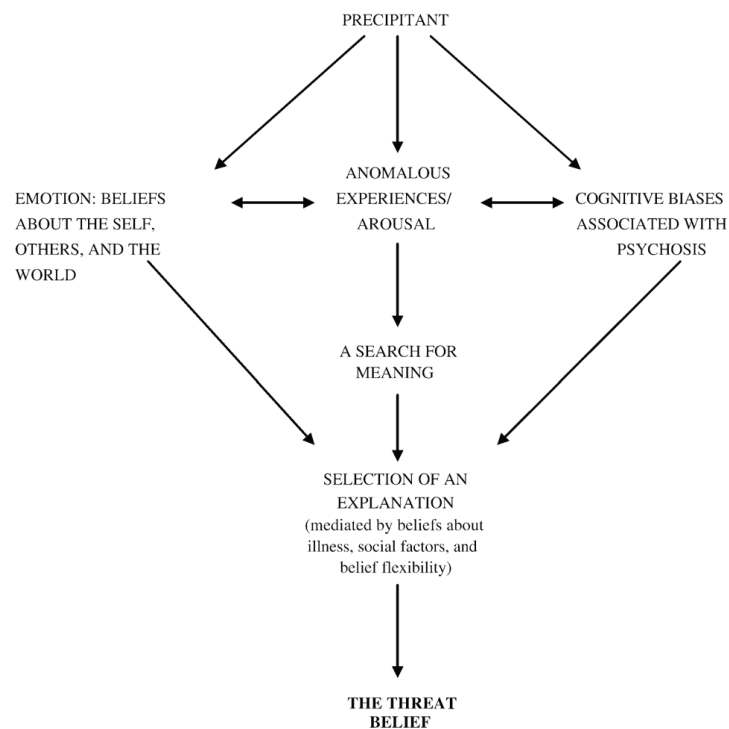 PRECIPITANT
EMOTION: BELIEFS
ABOUT THE SELF,
OTHERS, AND THE
WORLD
ANOMALOUS
EXPERIENCES/
AROUSAL
COGNITIVE BIASES
ASSOCIATED WITH
PSYCHOSIS
A SEARCH FOR
MEANING
SELECTION OF AN
EXPLANATION
(mediated by beliefs about
illness, social factors, and
belief flexibility)
THE THREAT
BELIEF